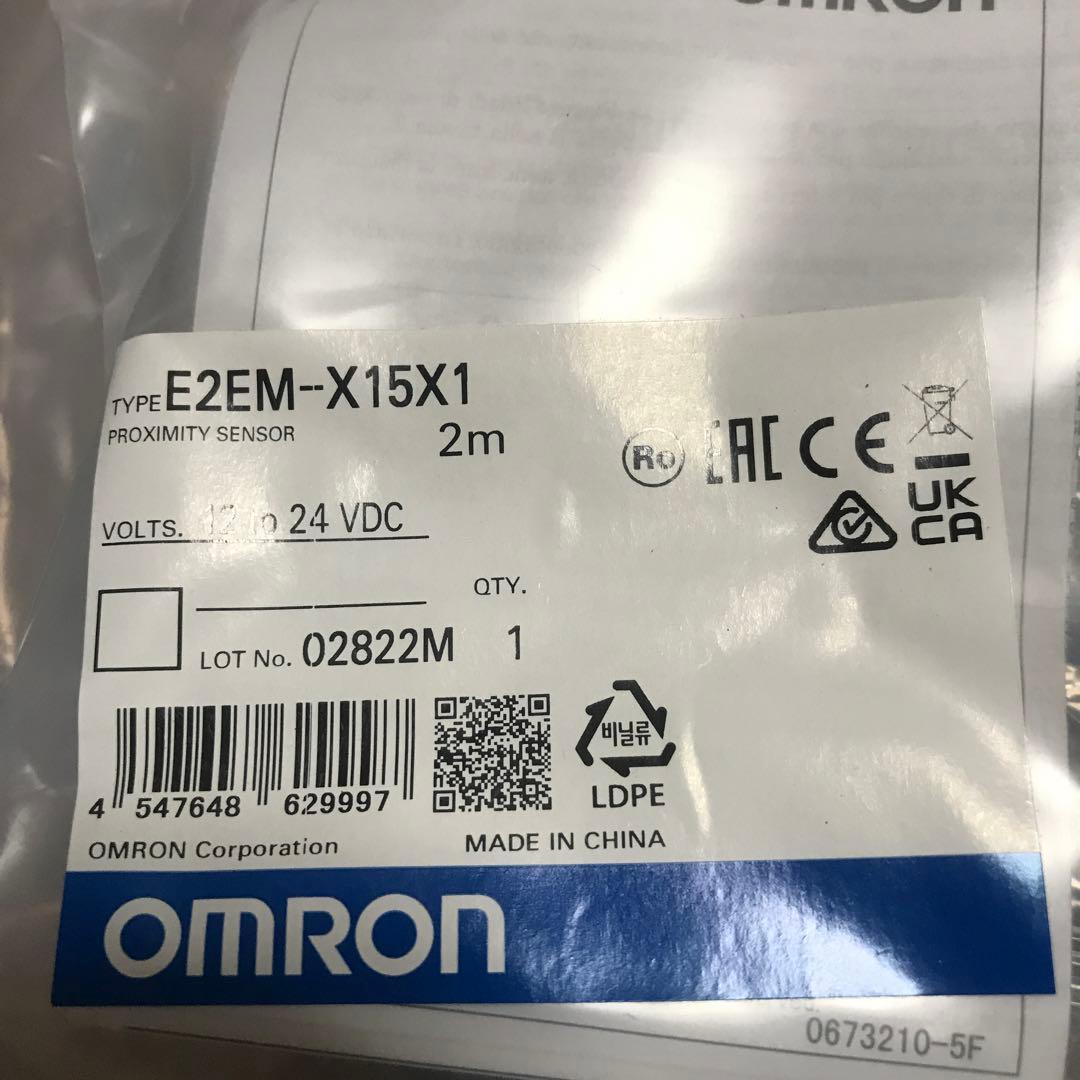 OMRON
TYPE E2EM-X15X1
PROXIMITY SENSOR 2m
Ro EAC CE
UK
CA
VOLTS. 12 to 24 VDC
QTY.
LOT No. 02822M 1
비닐류
LDPE
4 547648 629997
OMRON Corporation MADE IN CHINA
OMRON
0673210-5F